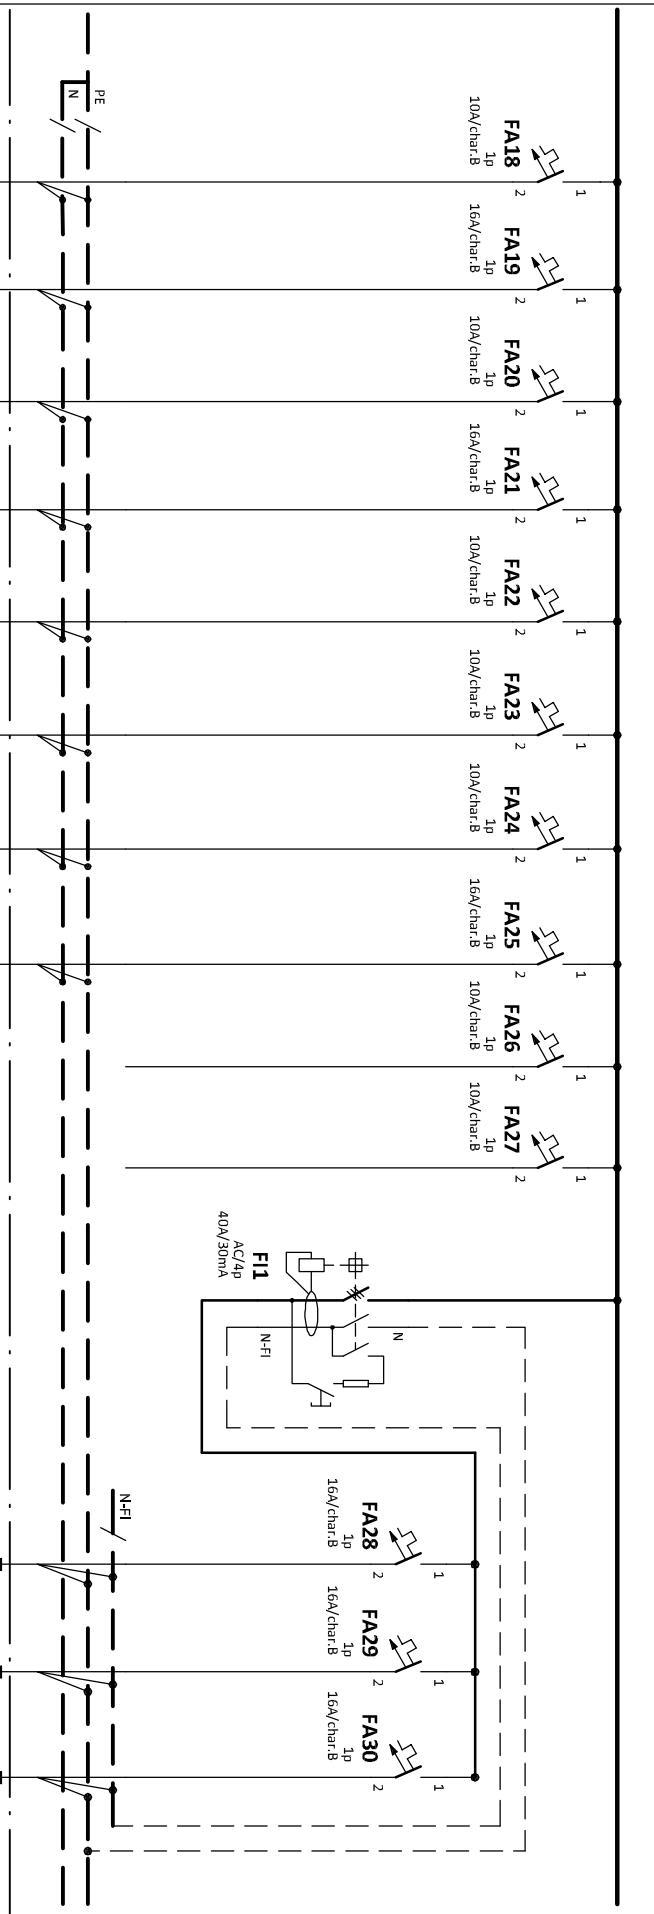 PE
N
FA18
1p
10A/char.B
1
2
FA19
1p
16A/char.B
1
2
FA20
1p
10A/char.B
1
2
FA21
1p
16A/char.B
1
2
FA22
1p
10A/char.B
1
2
FA23
1p
10A/char.B
1
2
FA24
1p
10A/char.B
1
2
FA25
1p
16A/char.B
1
2
FA26
1p
10A/char.B
1
2
FA27
1p
10A/char.B
1
2
FI1
AC/4p
40A/30mA
N
N-FI
N-FI
FA28
1p
16A/char.B
1
2
FA29
1p
16A/char.B
1
2
FA30
1p
16A/char.B
1
2